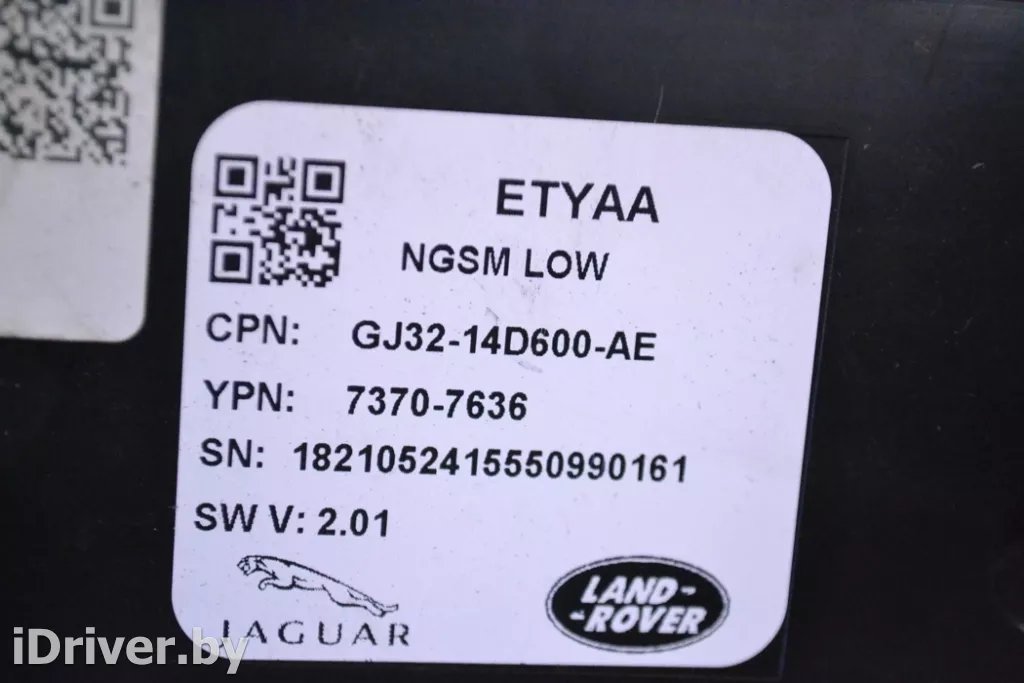 ETYAA
NGSM LOW
CPN: GJ32-14D600-AE
YPN: 7370-7636
SN: 1821052415550990161
SW V: 2.01
JAGUAR
LAND-
-ROVER
iDriver.by